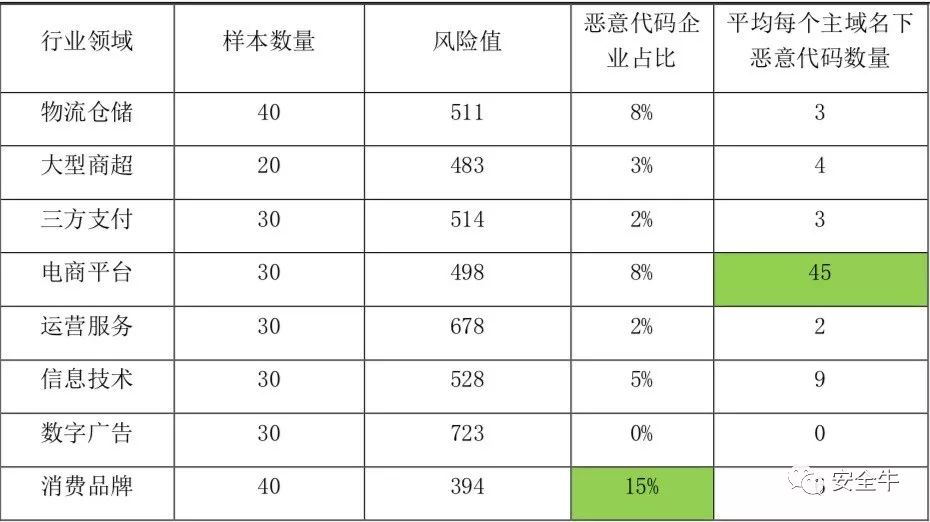 行业领域 样本数量 风险值 恶意代码企业占比 平均每个主域名下恶意代码数量
物流仓储 40 511 8% 3
大型商超 20 483 3% 4
三方支付 30 514 2% 3
电商平台 30 498 8% 45
运营服务 30 678 2% 2
信息技术 30 528 5% 9
数字广告 30 723 0% 0
消费品牌 40 394 15%
安全牛